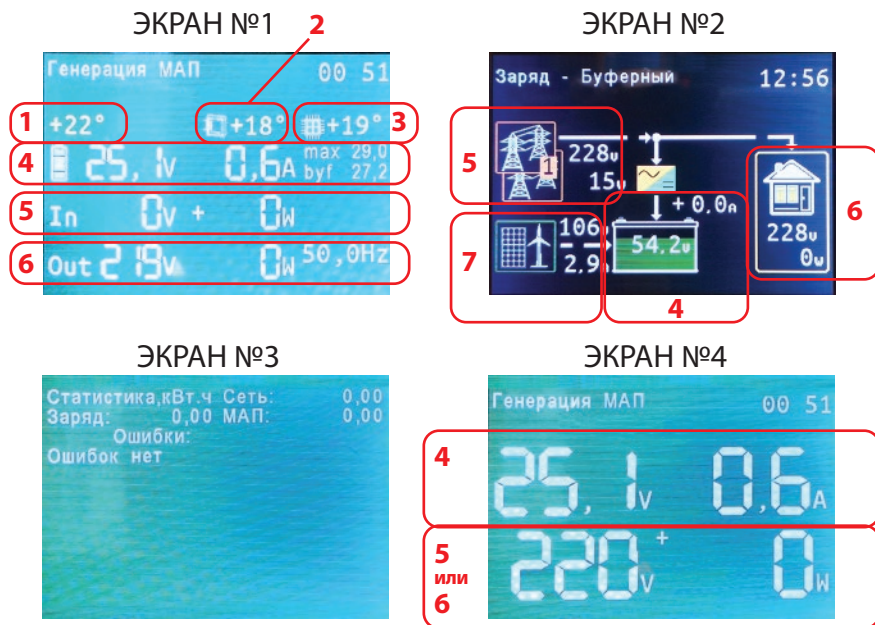 ЭКРАН №1
2
Генерация МАП 00 51
1 +22° +18° +19° 3
4 25,1v 0,6A max 29,0
byf 27,2
5 In 0v + 0w
6 Out 219v 0w 50,0Hz
ЭКРАН №2
Заряд - Буферный 12:56
5 1 228v
15v
+ 0.0A
6 228v
0w
7 106
2.9
54.2v
4
ЭКРАН №3
Статистика,кВт.ч Сеть: 0,00
Заряд: 0,00 МАП: 0,00
Ошибки:
Ошибок нет
ЭКРАН №4
Генерация МАП 00 51
4 25,1v 0,6A
5 220v + 0w
или
6